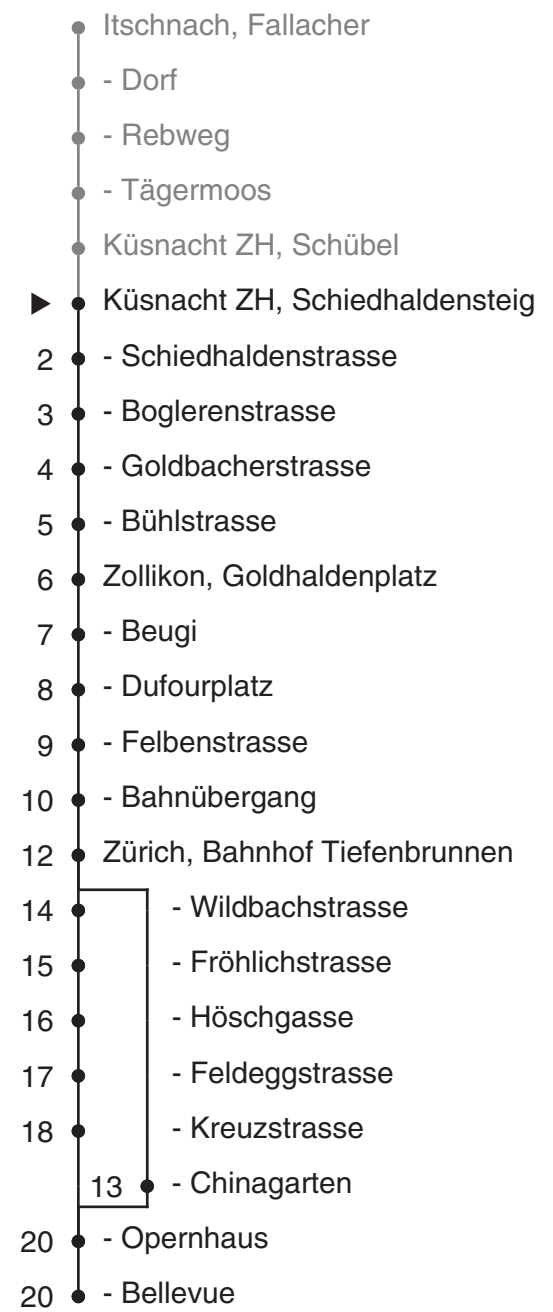 Itschnach, Fallacher
- Dorf
- Rebweg
- Tägermoos
Küsnacht ZH, Schübel
Küsnacht ZH, Schiedhaldensteig
2 - Schiedhaldenstrasse
3 - Boglerenstrasse
4 - Goldbacherstrasse
5 - Bühlstrasse
6 Zollikon, Goldhaldenplatz
7 - Beugi
8 - Dufourplatz
9 - Felbenstrasse
10 - Bahnübergang
12 Zürich, Bahnhof Tiefenbrunnen
14 - Wildbachstrasse
15 - Fröhlichstrasse
16 - Höschgasse
17 - Feldeggstrasse
18 - Kreuzstrasse
13 - Chinagarten
20 - Opernhaus
20 - Bellevue